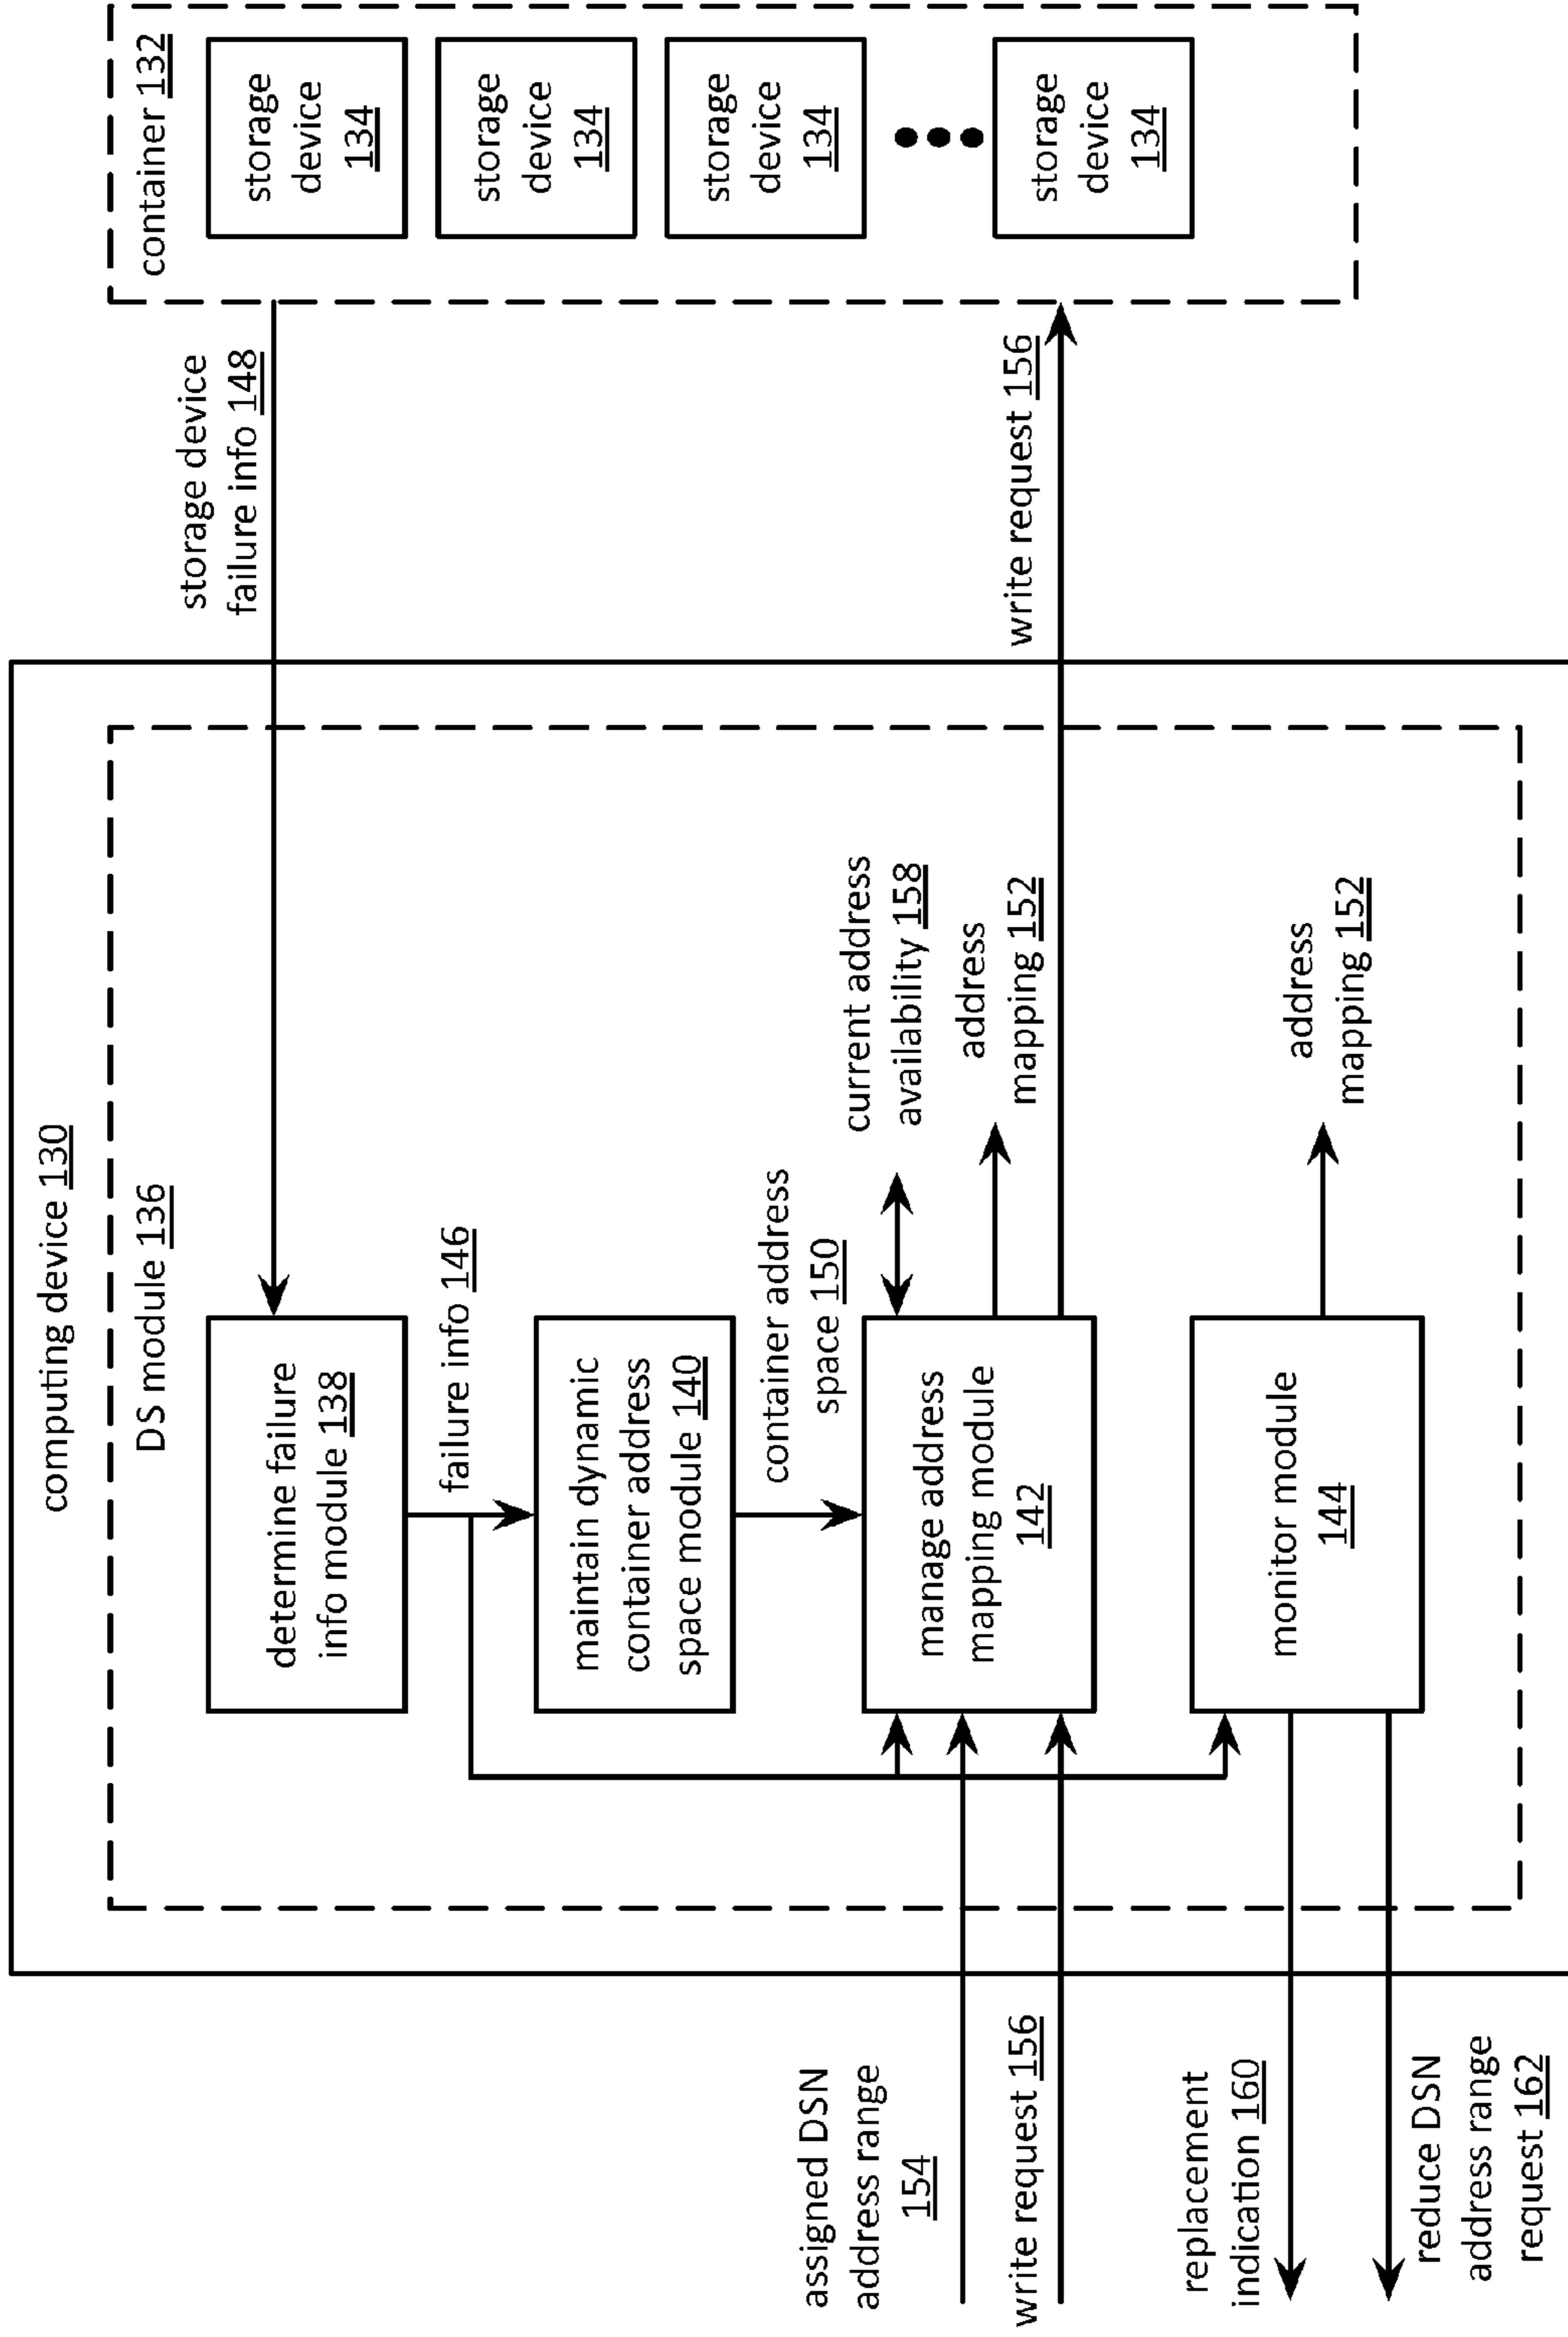 computing device 130
DS module 136
determine failure
info module 138
failure info 146
maintain dynamic
container address
space module 140
container address
space 150
manage address
mapping module
142
current address
availability 158
address
mapping 152
monitor module
144
address
mapping 152
assigned DSN
address range
154
write request 156
replacement
indication 160
reduce DSN
address range
request 162
storage device
failure info 148
write request 156
container 132
storage
device
134
storage
device
134
storage
device
134
storage
device
134